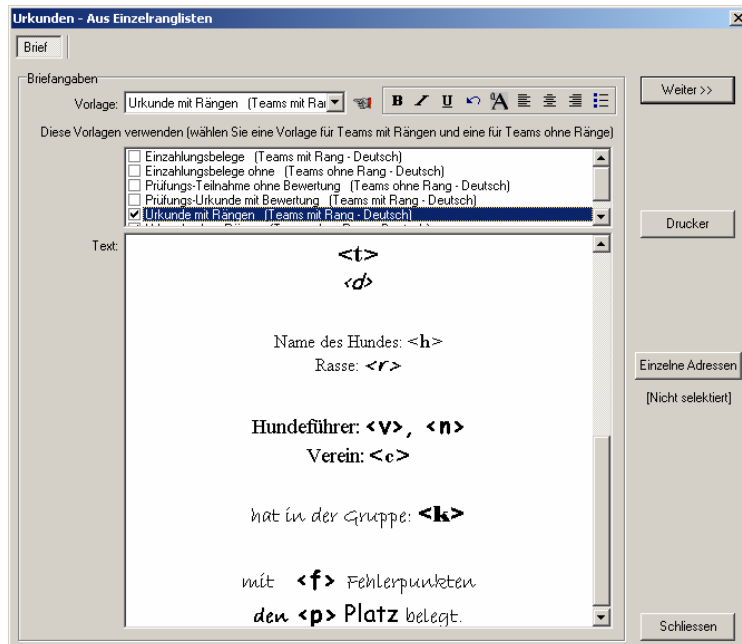 Urkunden - Aus Einzelranglisten
Brief
Briefangaben
Vorlage: Urkunde mit Rängen (Teams mit Ra
B I U A
Weiter >>
Diese Vorlagen verwenden (wählen Sie eine Vorlage für Teams mit Rängen und eine für Teams ohne Ränge)
Einzahlungsbelege (Teams mit Rang - Deutsch)
Einzahlungsbelege ohne (Teams ohne Rang - Deutsch)
Prüfungs-Teilnahme ohne Bewertung (Teams ohne Rang - Deutsch)
Prüfungs-Urkunde mit Bewertung (Teams mit Rang - Deutsch)
Urkunde mit Rängen (Teams mit Rang - Deutsch)
Drucker
Text:
<t>
<d>
Name des Hundes: <h>
Rasse: <r>
Einzelne Adressen
[Nicht selektiert]
Hundeführer: <v>, <n>
Verein: <c>
hat in der Gruppe: <k>
mit <f> Fehlerpunkten
den <p> Platz belegt.
Schliessen